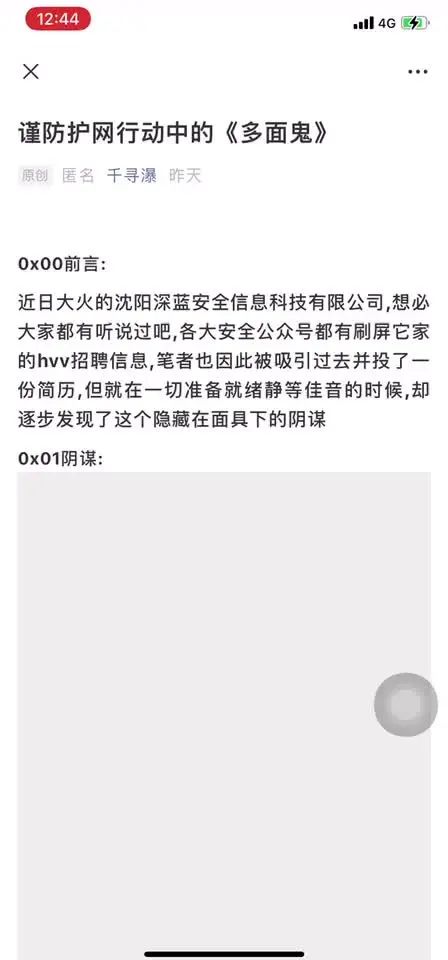 12:44
4G
谨防护网行动中的《多面鬼》
原创 匿名 千寻瀑 昨天
0x00前言:
近日大火的沈阳深蓝安全信息科技有限公司,想必
大家都有听说过吧,各大安全公众号都有刷屏它家
的hvv招聘信息,笔者也因此被吸引过去并投了一
份简历,但就在一切准备就绪静等佳音的时候,却
逐步发现了这个隐藏在面具下的阴谋
0x01阴谋: